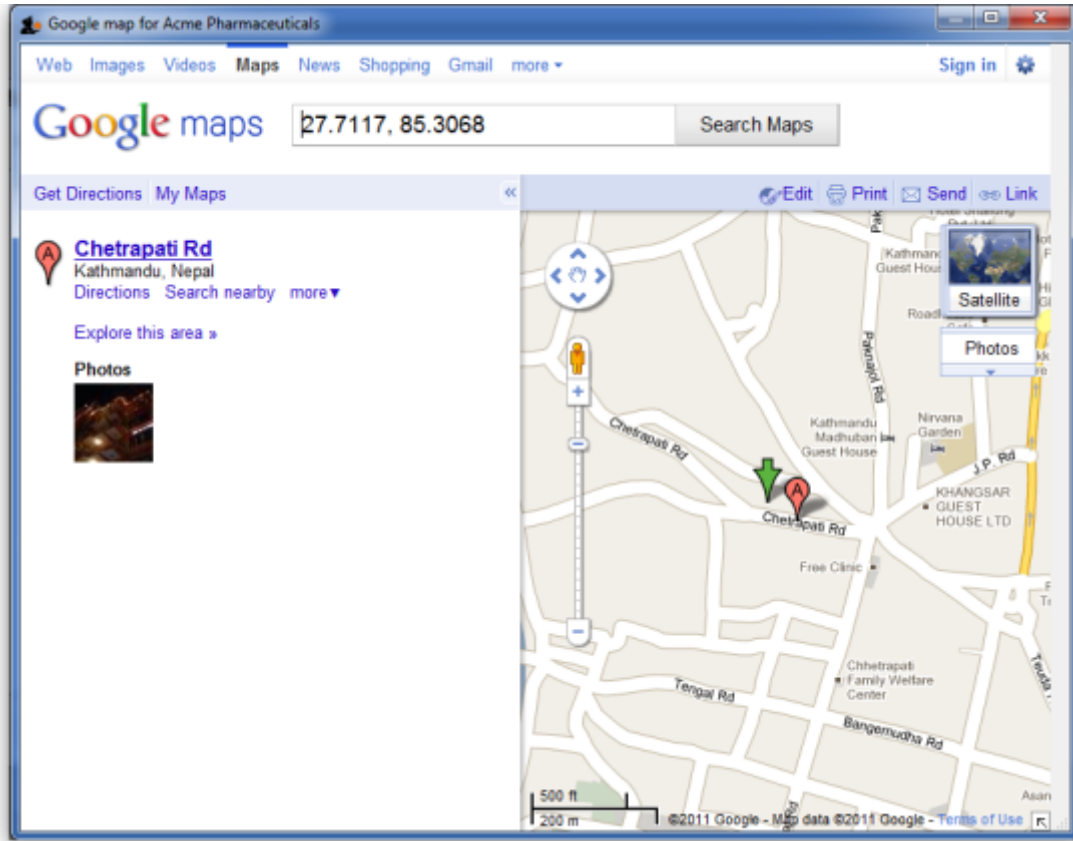 Google map for Acme Pharmaceuticals
Web Images Videos Maps News Shopping Gmail more
Sign in
Google maps
27.7117, 85.3068
Search Maps
Get Directions My Maps
«
Edit Print Send Link
A
Chetrapati Rd
Kathmandu, Nepal
Directions Search nearby more▼
Explore this area »
Photos
Satellite
Photos
Guest
Paknajol Rd
Kathmandu
Madhuban
Guest House
Nirvana
Garden
J.P. Rd
KHANGSAR
GUEST
HOUSE LTD
Chetrapati Rd
A
Chetrapati Rd
Free Clinic
Chhetrapati
Family Welfare
Center
Tengal Rd
Bangemudha Rd
500 ft
200 m
©2011 Google - Map data ©2011 Google - Terms of Use